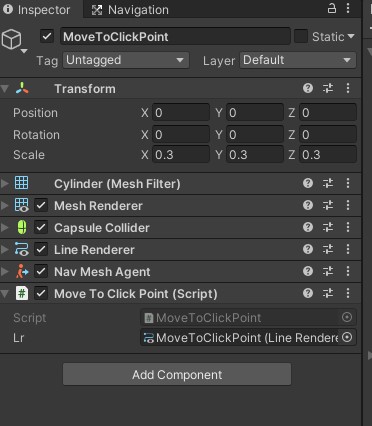 Inspector Navigation
MoveToClickPoint Static
Tag Untagged Layer Default
Transform
Position X 0 Y 0 Z 0
Rotation X 0 Y 0 Z 0
Scale X 0.3 Y 0.3 Z 0.3
Cylinder (Mesh Filter)
Mesh Renderer
Capsule Collider
Line Renderer
Nav Mesh Agent
# Move To Click Point (Script)
Script # MoveToClickPoint
Lr MoveToClickPoint (Line Rendere
Add Component